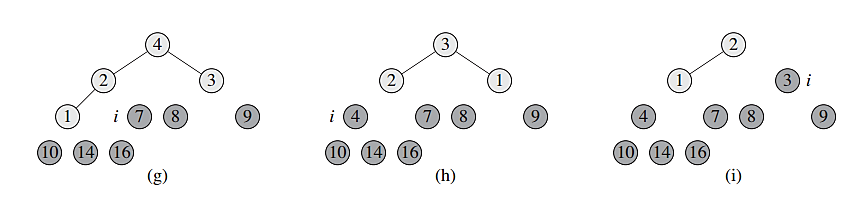 4 3 2
2 3 2 1 1 3 i
1 i 7 8 9 i 4 7 8 9 4 7 8 9
10 14 16 10 14 16 10 14 16
(g) (h) (i)